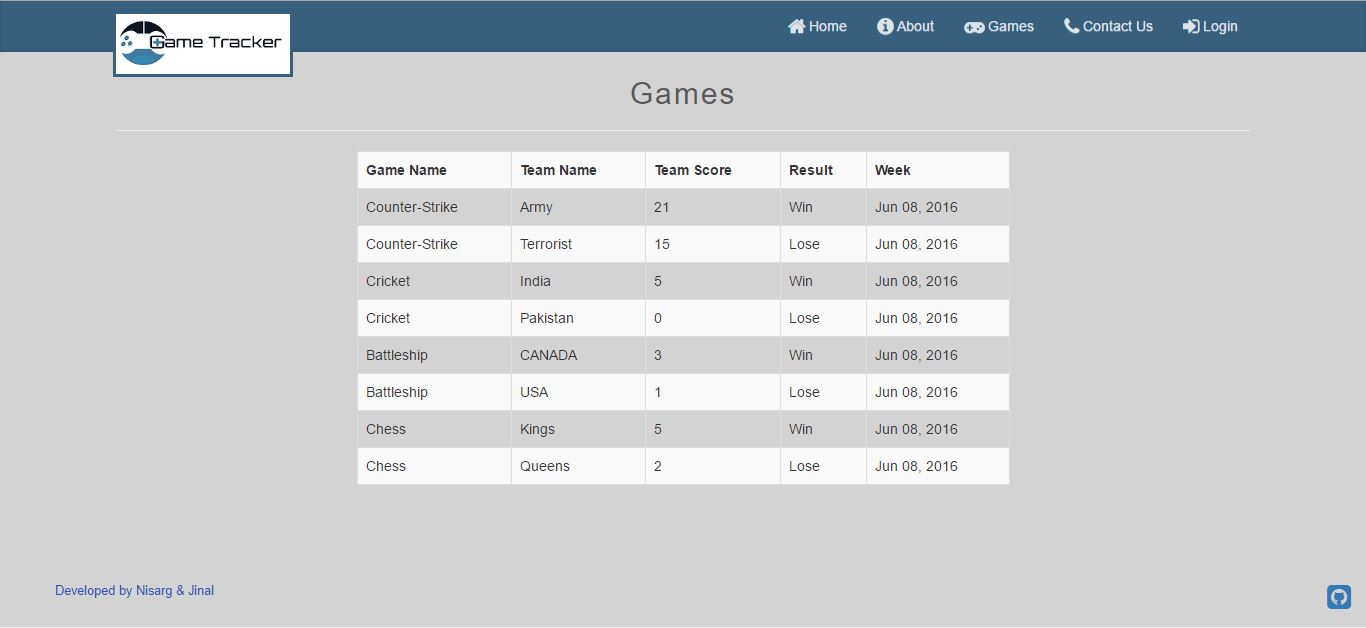 Game Tracker
Home About Games Contact Us Login
Games
Game Name Team Name Team Score Result Week
Counter-Strike Army 21 Win Jun 08, 2016
Counter-Strike Terrorist 15 Lose Jun 08, 2016
Cricket India 5 Win Jun 08, 2016
Cricket Pakistan 0 Lose Jun 08, 2016
Battleship CANADA 3 Win Jun 08, 2016
Battleship USA 1 Lose Jun 08, 2016
Chess Kings 5 Win Jun 08, 2016
Chess Queens 2 Lose Jun 08, 2016
Developed by Nisarg & Jinal